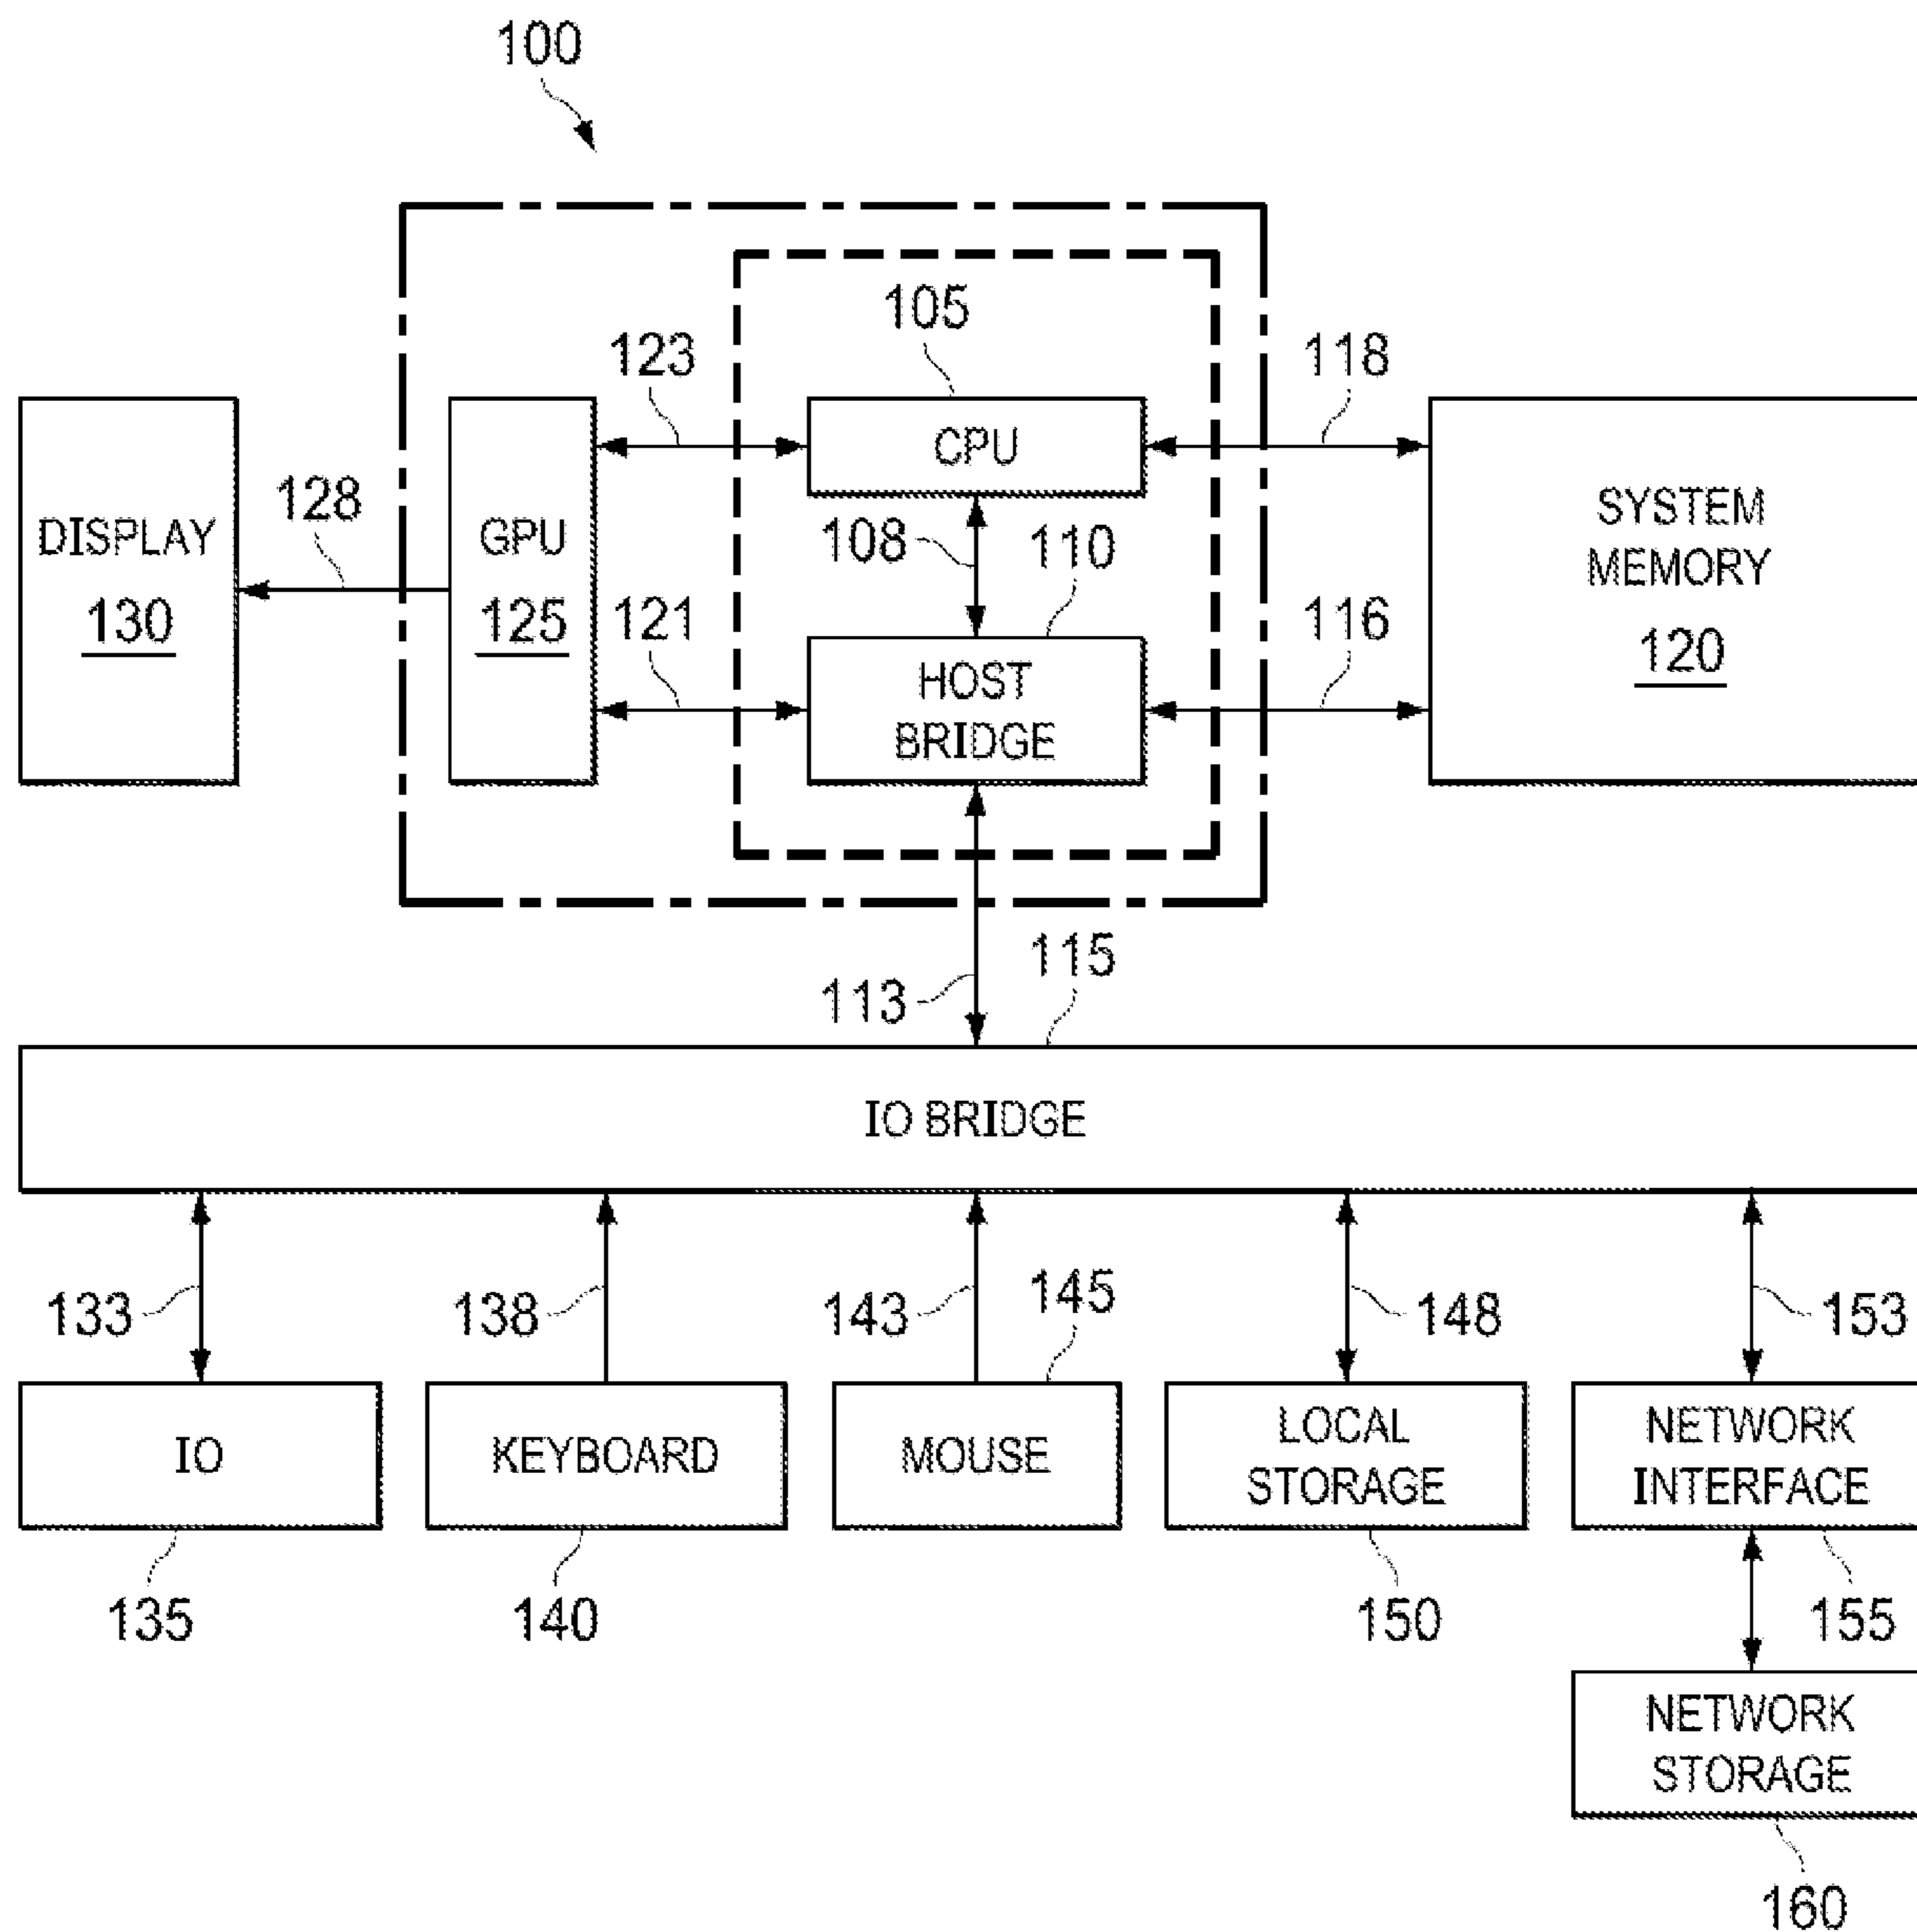 100
105
123
118
CPU
DISPLAY
130
128
GPU
125
108
110
SYSTEM
MEMORY
120
121
116
HOST
BRIDGE
115
113
IO BRIDGE
133
138
143
145
148
153
IO
KEYBOARD
MOUSE
LOCAL
STORAGE
NETWORK
INTERFACE
135
140
150
155
NETWORK
STORAGE
160